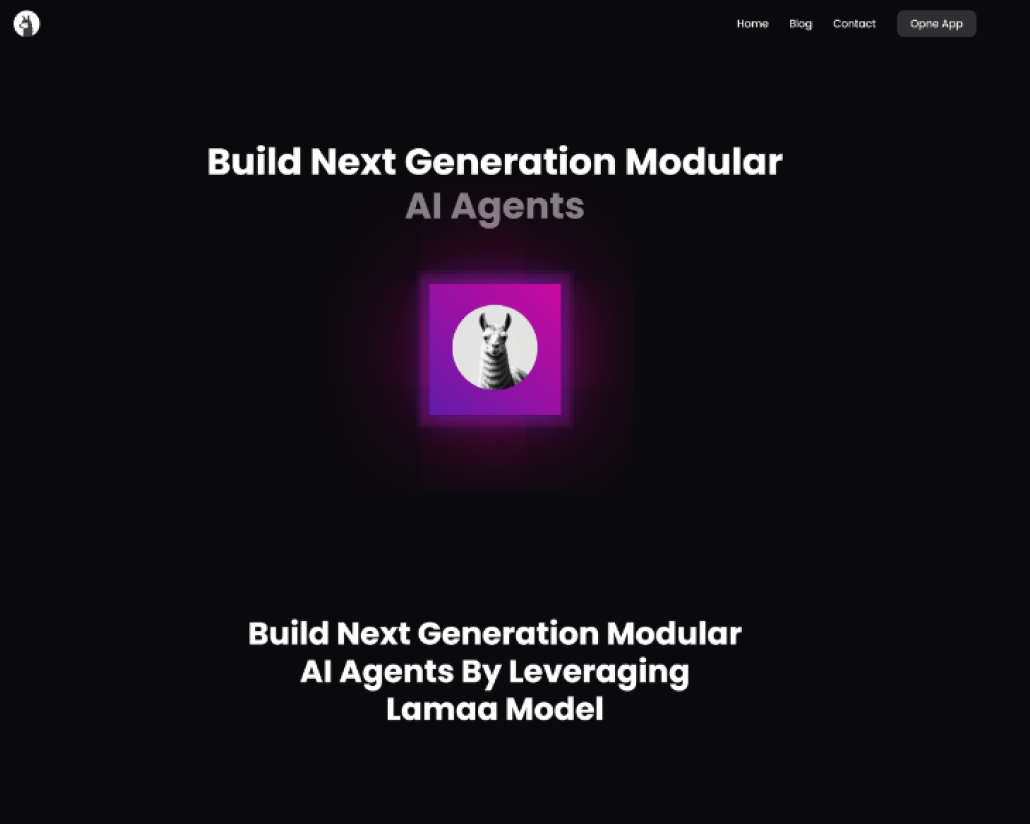 Home Blog Contact Opne App
Build Next Generation Modular
AI Agents
Build Next Generation Modular
AI Agents By Leveraging
Lamaa Model